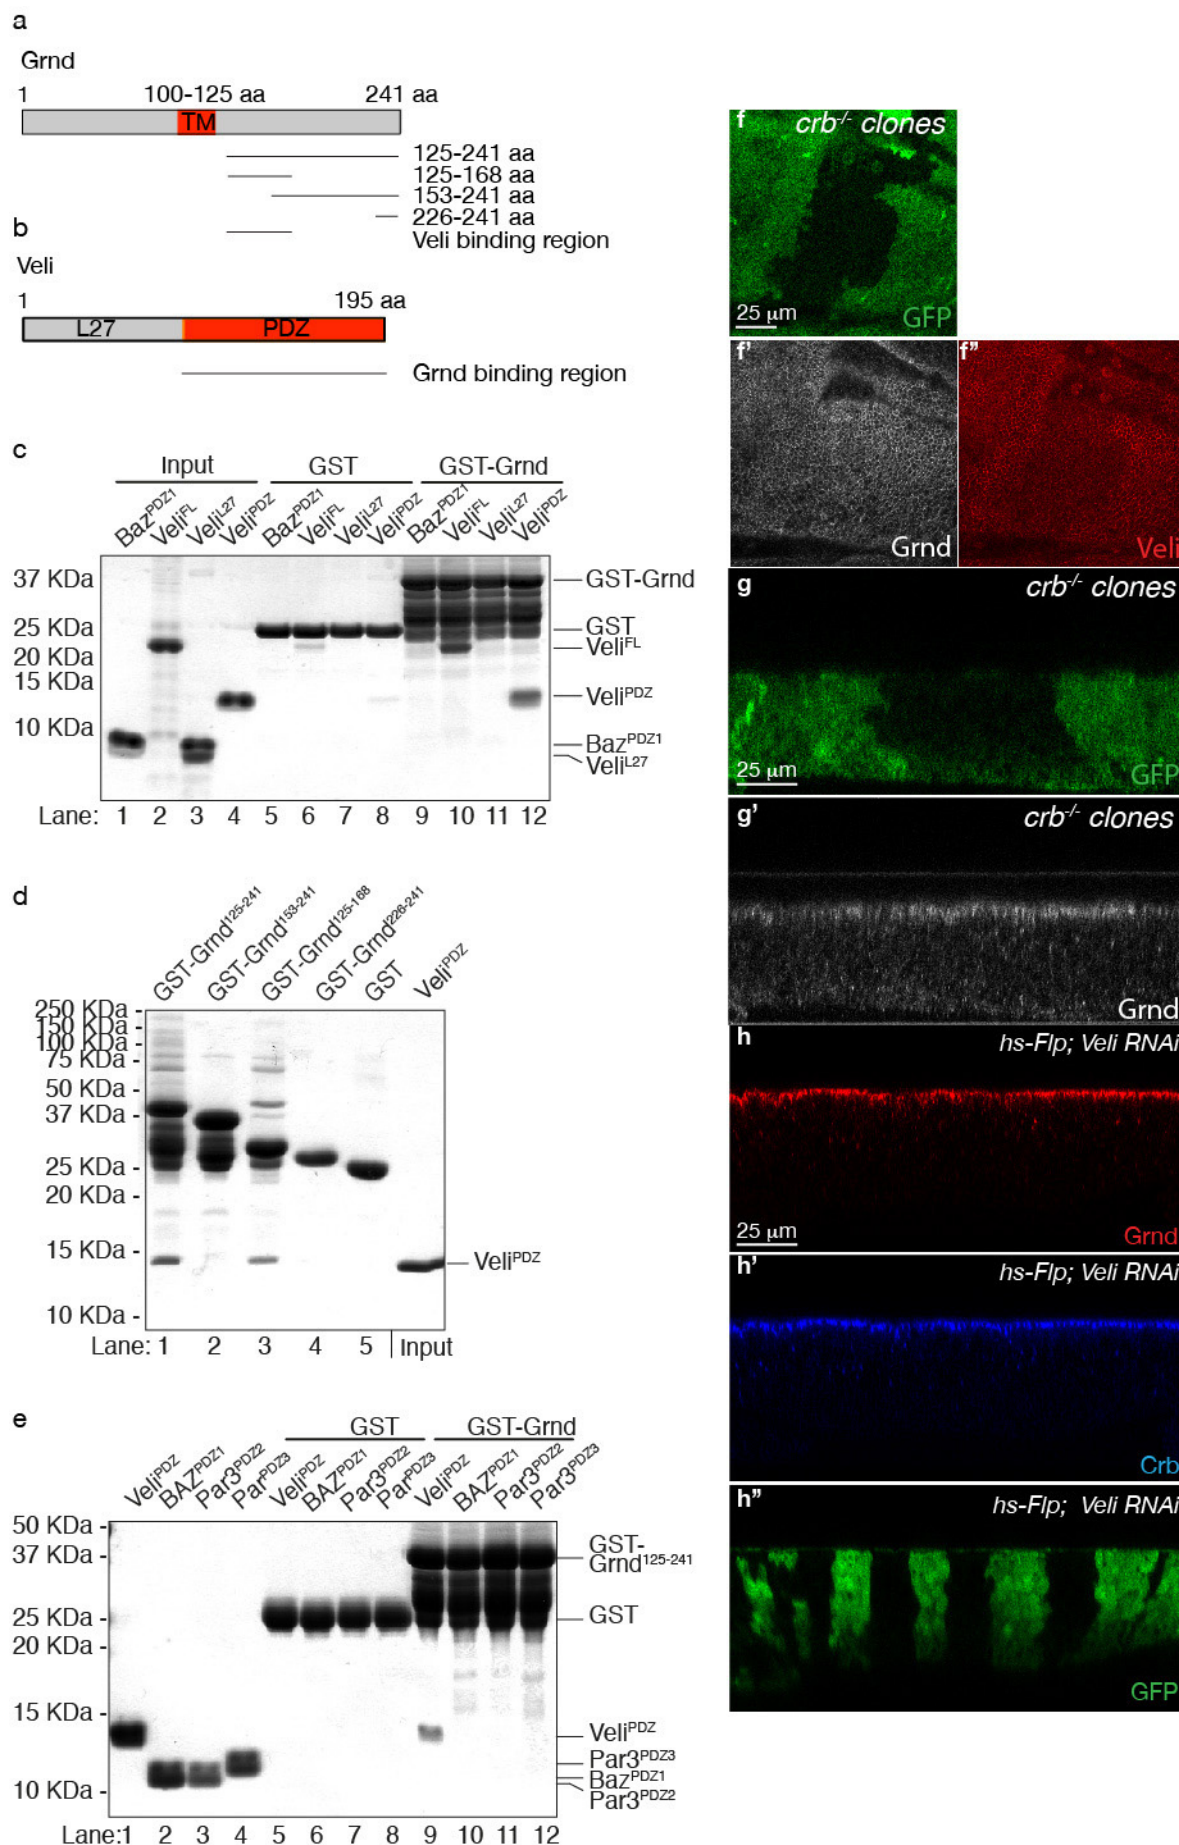 a
Grnd
1 100-125 aa 241 aa
TM
125-241 aa
125-168 aa
153-241 aa
226-241 aa
Veli binding region
b
Veli
1 195 aa
L27 PDZ
Grnd binding region
c
Input GST GST-Grnd
Baz^PDZ1 Veli^FL Veli^L27 Veli^PDZ Baz^PDZ1 Veli^FL Veli^L27 Veli^PDZ Baz^PDZ1 Veli^FL Veli^L27 Veli^PDZ
37 KDa
25 KDa
20 KDa
15 KDa
10 KDa
GST-Grnd
GST
Veli^FL
Veli^PDZ
Baz^PDZ1
Veli^L27
Lane: 1 2 3 4 5 6 7 8 9 10 11 12
d
GST-Grnd^125-241 GST-Grnd^153-241 GST-Grnd^125-168 GST-Grnd^226-241 GST Veli^PDZ
250 KDa -
150 KDa -
100 KDa -
75 KDa -
50 KDa -
37 KDa -
25 KDa -
20 KDa -
15 KDa -
10 KDa -
Veli^PDZ
Lane: 1 2 3 4 5 Input
e
GST GST-Grnd
Veli^PDZ BAZ^PDZ1 Par3^PDZ2 Par^PDZ3 Veli^PDZ BAZ^PDZ1 Par3^PDZ2 Par^PDZ3 Veli^PDZ BAZ^PDZ1 Par3^PDZ2 Par3^PDZ3
50 KDa -
37 KDa -
25 KDa -
20 KDa -
15 KDa -
10 KDa -
GST-
Grnd^125-241
GST
Veli^PDZ
Par3^PDZ3
Baz^PDZ1
Par3^PDZ2
Lane:1 2 3 4 5 6 7 8 9 10 11 12
f crb-/- clones
25 µm GFP
f' Grnd
f" Veli
g crb-/- clones
25 µm GFP
g' crb-/- clones
Grnd
h hs-Flp; Veli RNAi
25 µm Grnd
h' hs-Flp; Veli RNAi
Crb
h" hs-Flp; Veli RNAi
GFP